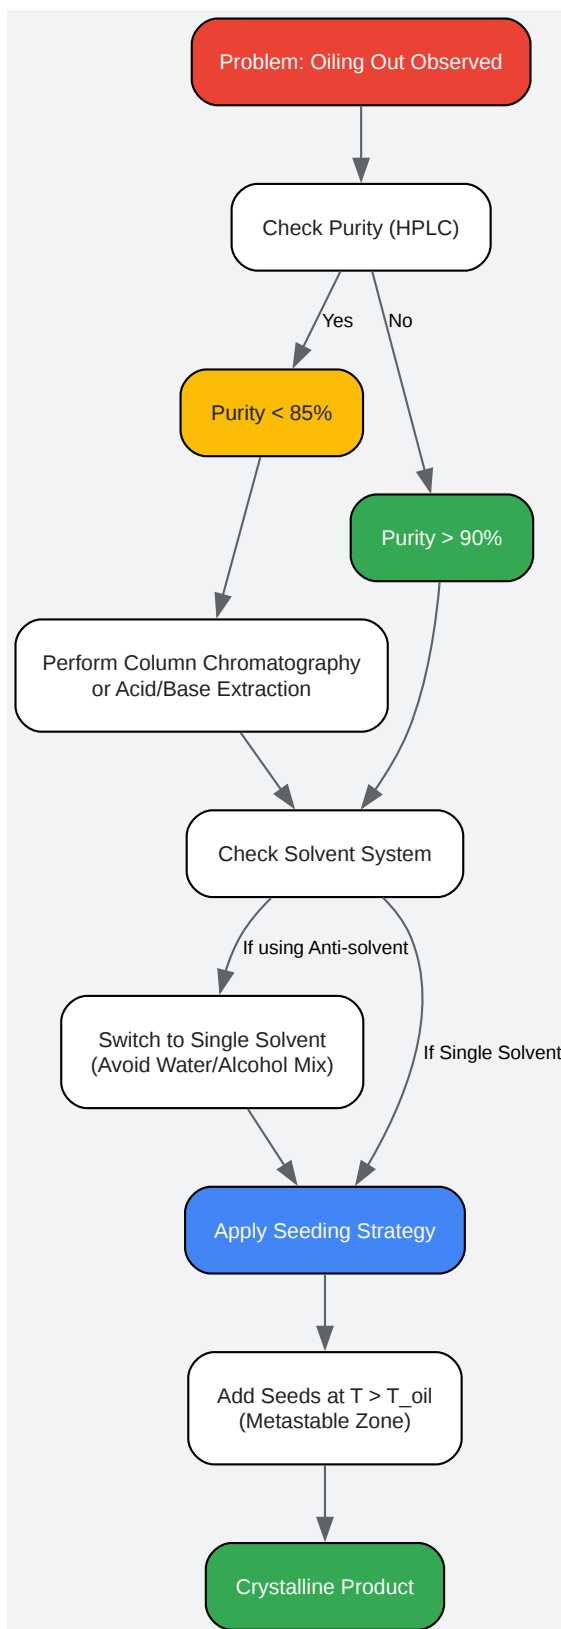 Problem: Oiling Out Observed
Check Purity (HPLC)
Yes
No
Purity < 85%
Purity > 90%
Perform Column Chromatography
or Acid/Base Extraction
Check Solvent System
If using Anti-solvent
Switch to Single Solvent
(Avoid Water/Alcohol Mix)
If Single Solvent
Apply Seeding Strategy
Add Seeds at T > T_oil
(Metastable Zone)
Crystalline Product